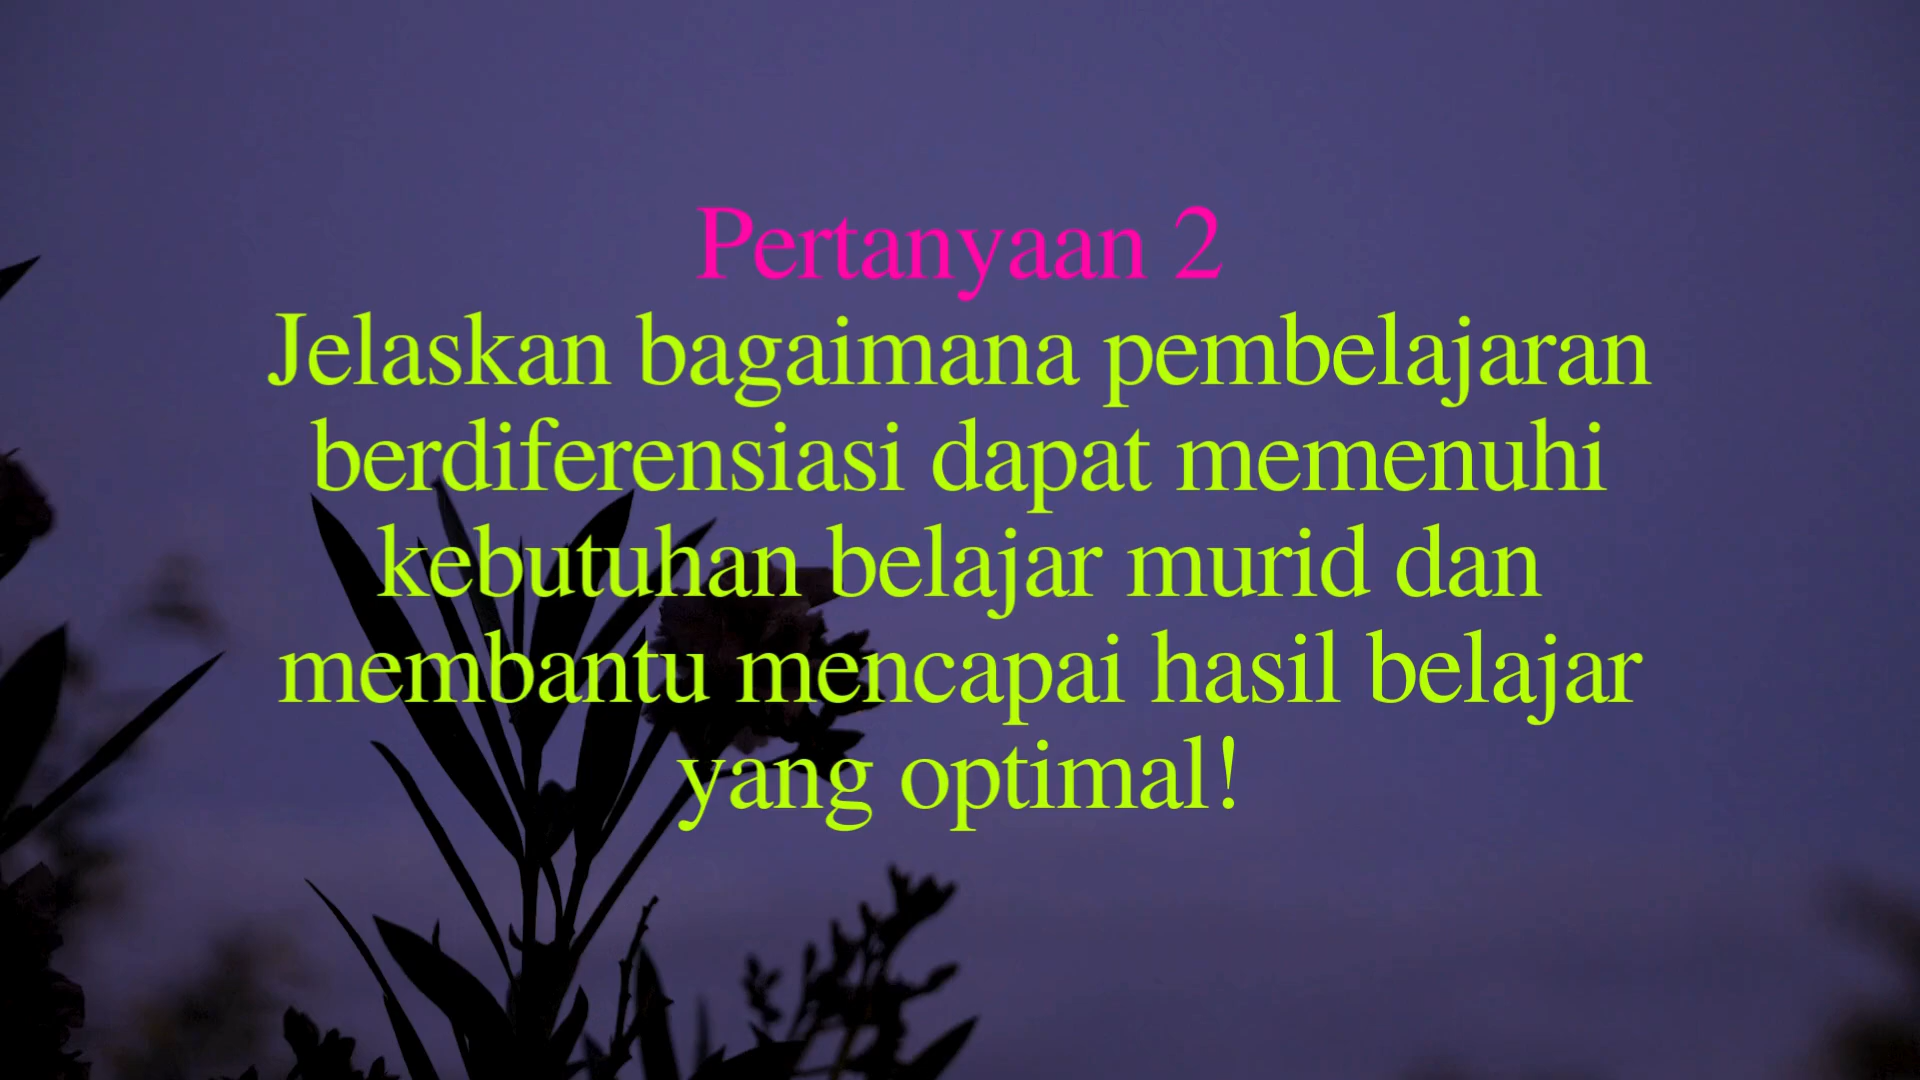 Pertanyaan 2
Jelaskan bagaimana pembelajaran
berdiferensiasi dapat memenuhi
kebutuhan belajar murid dan
membantu mencapai hasil belajar
yang optimal!